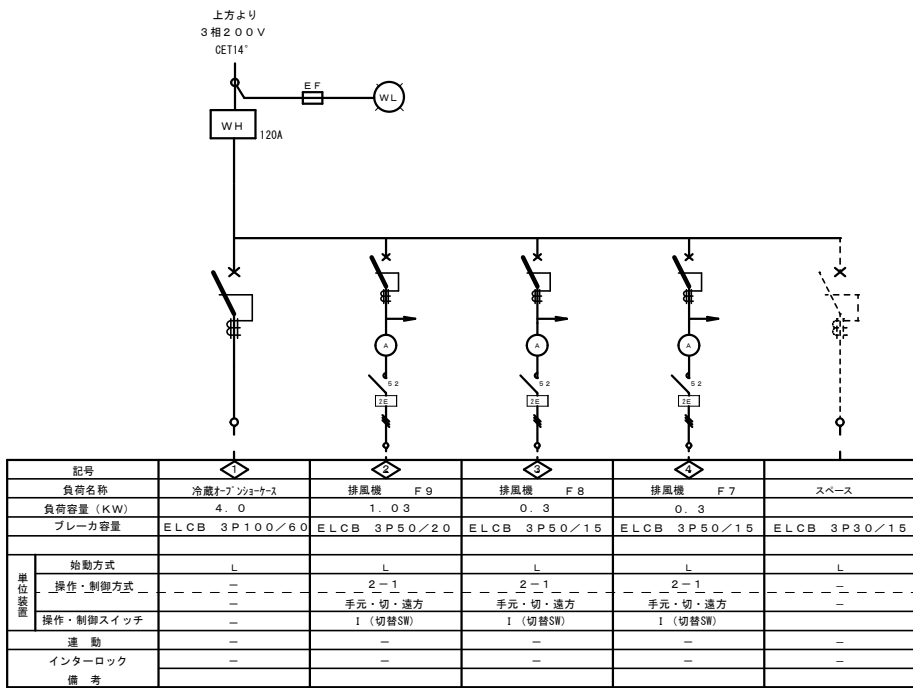 上方より
3相200V
CET14°
EF
WL
WH
120A
A A A
52 52 52
2E 2E 2E
記号 1 2 3 4
負荷名称 冷蔵オープンショーケース 排風機 F9 排風機 F8 排風機 F7 スペース
負荷容量(KW) 4.0 1.03 0.3 0.3
ブレーカ容量 ELCB 3P100/60 ELCB 3P50/20 ELCB 3P50/15 ELCB 3P50/15 ELCB 3P30/15
単位装置
始動方式 L L L L L
操作・制御方式 - 2-1 2-1 2-1 -
- 手元・切・遠方 手元・切・遠方 手元・切・遠方 -
操作・制御スイッチ - I (切替SW) I (切替SW) I (切替SW)
連動 - - - - -
インターロック - - - - -
備考